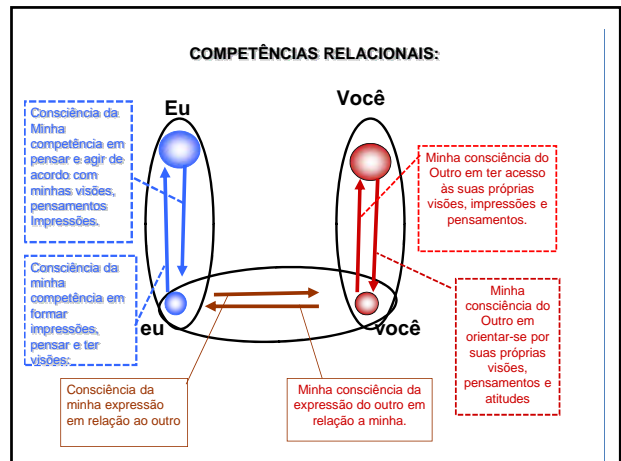 COMPETÊNCIAS RELACIONAIS:
Eu
Você
Consciência da
Minha
competência em
pensar e agir de
acordo com
minhas visões,
pensamentos
Impressões.
Minha consciência do
Outro em ter acesso
às suas próprias
visões, impressões e
pensamentos.
Consciência da
minha
competência em
formar
impressões,
pensar e ter
visões;
eu
você
Minha
consciência do
Outro em
orientar-se por
suas próprias
visões,
pensamentos e
atitudes
Consciência da
minha expressão
em relação ao outro
Minha consciência da
expressão do outro em
relação a minha.